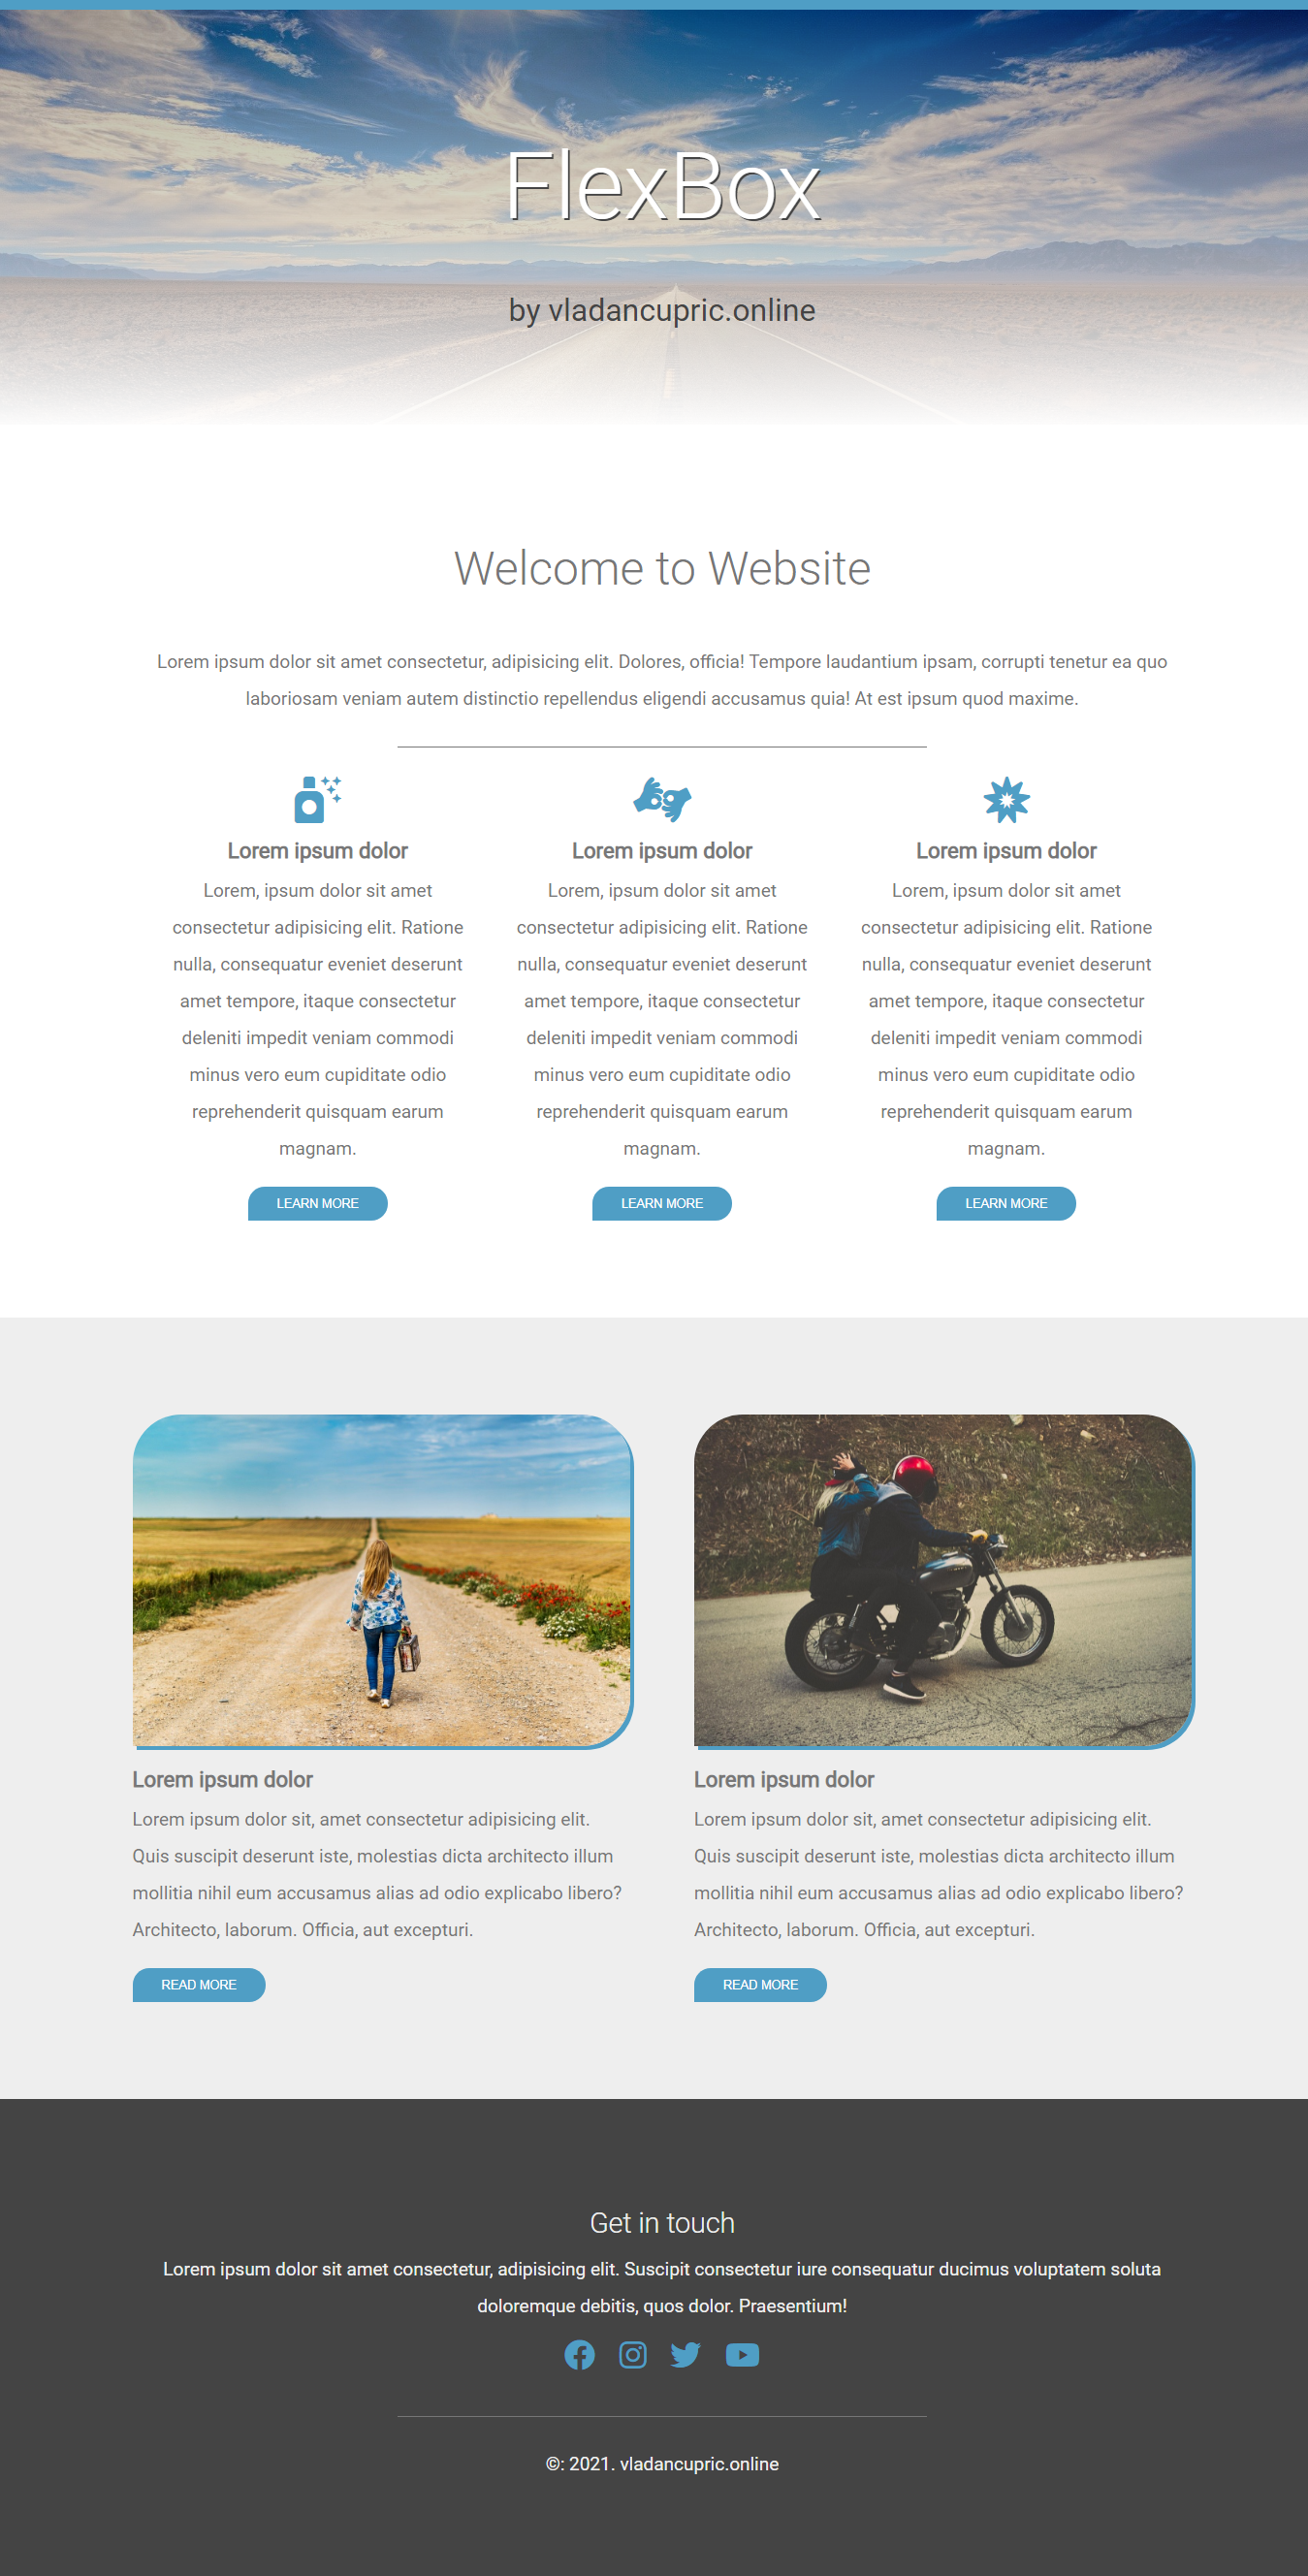 FlexBox
by vladancupric.online
Welcome to Website
Lorem ipsum dolor sit amet consectetur, adipisicing elit. Dolores, officia! Tempore laudantium ipsam, corrupti tenetur ea quo
laboriosam veniam autem distinctio repellendus eligendi accusamus quia! At est ipsum quod maxime.
Lorem ipsum dolor
Lorem, ipsum dolor sit amet
consectetur adipisicing elit. Ratione
nulla, consequatur eveniet deserunt
amet tempore, itaque consectetur
deleniti impedit veniam commodi
minus vero eum cupiditate odio
reprehenderit quisquam earum
magnam.
LEARN MORE
Lorem ipsum dolor
Lorem, ipsum dolor sit amet
consectetur adipisicing elit. Ratione
nulla, consequatur eveniet deserunt
amet tempore, itaque consectetur
deleniti impedit veniam commodi
minus vero eum cupiditate odio
reprehenderit quisquam earum
magnam.
LEARN MORE
Lorem ipsum dolor
Lorem, ipsum dolor sit amet
consectetur adipisicing elit. Ratione
nulla, consequatur eveniet deserunt
amet tempore, itaque consectetur
deleniti impedit veniam commodi
minus vero eum cupiditate odio
reprehenderit quisquam earum
magnam.
LEARN MORE
Lorem ipsum dolor
Lorem ipsum dolor sit, amet consectetur adipisicing elit.
Quis suscipit deserunt iste, molestias dicta architecto illum
mollitia nihil eum accusamus alias ad odio explicabo libero?
Architecto, laborum. Officia, aut excepturi.
READ MORE
Lorem ipsum dolor
Lorem ipsum dolor sit, amet consectetur adipisicing elit.
Quis suscipit deserunt iste, molestias dicta architecto illum
mollitia nihil eum accusamus alias ad odio explicabo libero?
Architecto, laborum. Officia, aut excepturi.
READ MORE
Get in touch
Lorem ipsum dolor sit amet consectetur, adipisicing elit. Suscipit consectetur iure consequatur ducimus voluptatem soluta
doloremque debitis, quos dolor. Praesentium!
©: 2021. vladancupric.online